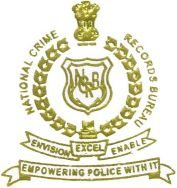 NATIONAL CRIME RECORDS BUREAU
NCRB
ENVISION EXCEL ENABLE
EMPOWERING POLICE WITH IT